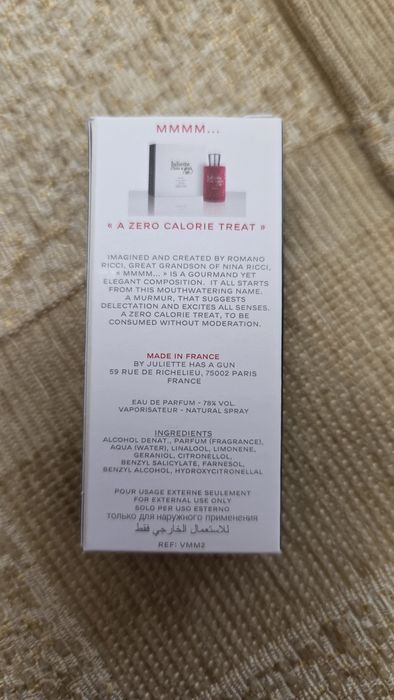 MMMM...
Juliette
has a gun
« A ZERO CALORIE TREAT »
IMAGINED AND CREATED BY ROMANO
RICCI, GREAT GRANDSON OF NINA RICCI,
« MMMM... » IS A GOURMAND YET
ELEGANT COMPOSITION. IT ALL STARTS
FROM THIS MOUTHWATERING NAME.
A MURMUR, THAT SUGGESTS
DELECTATION AND EXCITES ALL SENSES.
A ZERO CALORIE TREAT, TO BE
CONSUMED WITHOUT MODERATION.
MADE IN FRANCE
BY JULIETTE HAS A GUN
59 RUE DE RICHELIEU, 75002 PARIS
FRANCE
EAU DE PARFUM - 78% VOL.
VAPORISATEUR - NATURAL SPRAY
INGREDIENTS
ALCOHOL DENAT., PARFUM (FRAGRANCE),
AQUA (WATER), LINALOOL, LIMONENE,
GERANIOL, CITRONELLOL,
BENZYL SALICYLATE, FARNESOL,
BENZYL ALCOHOL, HYDROXYCITRONELLAL
POUR USAGE EXTERNE SEULEMENT
FOR EXTERNAL USE ONLY
SOLO PER USO ESTERNO
только для наружного применения
للاستعمال الخارجي فقط
REF: VMM2